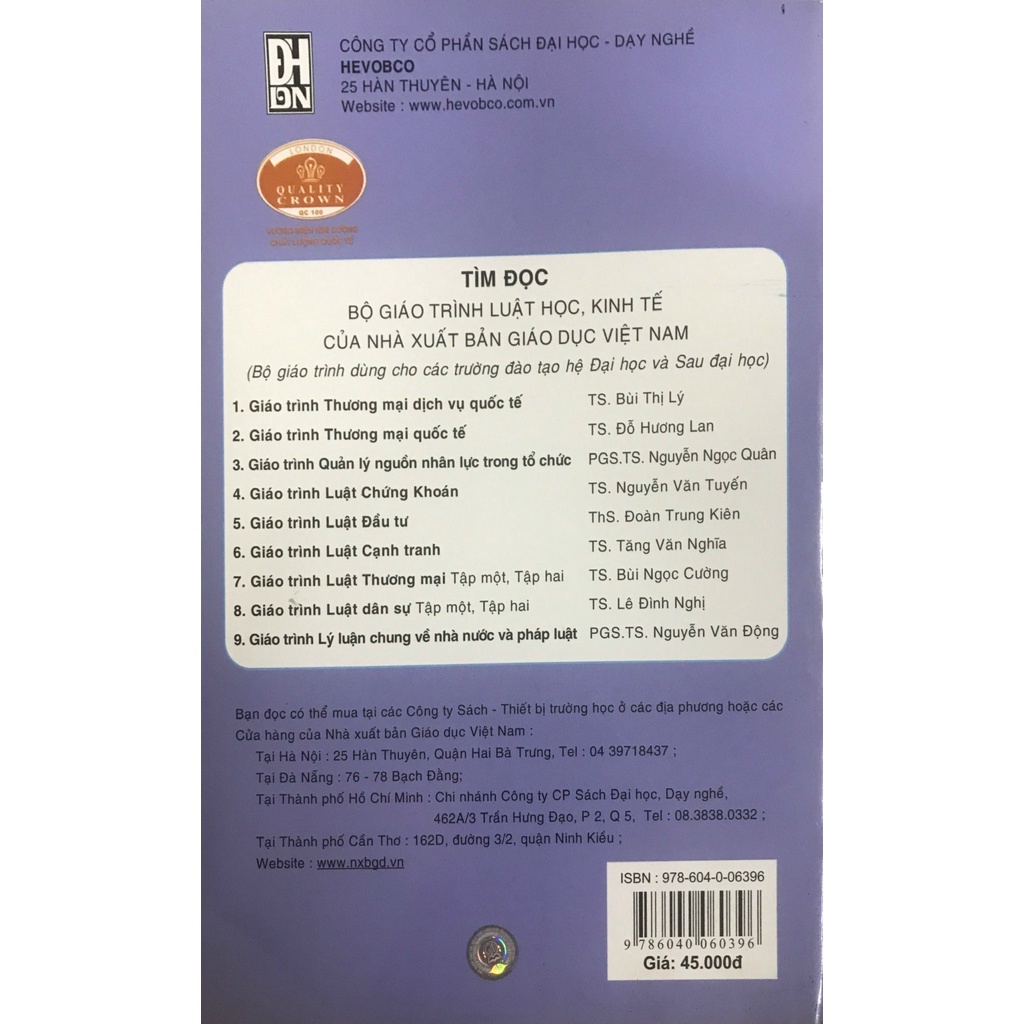 ĐH
DN
CÔNG TY CỔ PHẦN SÁCH ĐẠI HỌC - DẠY NGHỀ
HEVOBCO
25 HÀN THUYÊN - HÀ NỘI
Website : www.hevobco.com.vn
LONDON
QUALITY
CROWN
QC 100
VƯƠNG MIỆN KIM CƯƠNG
CHẤT LƯỢNG QUỐC TẾ
TÌM ĐỌC
BỘ GIÁO TRÌNH LUẬT HỌC, KINH TẾ
CỦA NHÀ XUẤT BẢN GIÁO DỤC VIỆT NAM
(Bộ giáo trình dùng cho các trường đào tạo hệ Đại học và Sau đại học)
1. Giáo trình Thương mại dịch vụ quốc tế TS. Bùi Thị Lý
2. Giáo trình Thương mại quốc tế TS. Đỗ Hương Lan
3. Giáo trình Quản lý nguồn nhân lực trong tổ chức PGS.TS. Nguyễn Ngọc Quân
4. Giáo trình Luật Chứng Khoán TS. Nguyễn Văn Tuyến
5. Giáo trình Luật Đầu tư ThS. Đoàn Trung Kiên
6. Giáo trình Luật Cạnh tranh TS. Tăng Văn Nghĩa
7. Giáo trình Luật Thương mại Tập một, Tập hai TS. Bùi Ngọc Cường
8. Giáo trình Luật dân sự Tập một, Tập hai TS. Lê Đình Nghị
9. Giáo trình Lý luận chung về nhà nước và pháp luật PGS.TS. Nguyễn Văn Động
Bạn đọc có thể mua tại các Công ty Sách - Thiết bị trường học ở các địa phương hoặc các
Cửa hàng của Nhà xuất bản Giáo dục Việt Nam :
Tại Hà Nội : 25 Hàn Thuyên, Quận Hai Bà Trưng, Tel : 04 39718437 ;
Tại Đà Nẵng : 76 - 78 Bạch Đằng;
Tại Thành phố Hồ Chí Minh : Chi nhánh Công ty CP Sách Đại học, Dạy nghề,
462A/3 Trần Hưng Đạo, P 2, Q 5, Tel : 08.3838.0332 ;
Tại Thành phố Cần Thơ : 162D, đường 3/2, quận Ninh Kiều ;
Website : www.nxbgd.vn
ISBN : 978-604-0-06396
9 786040 060396
Giá: 45.000đ